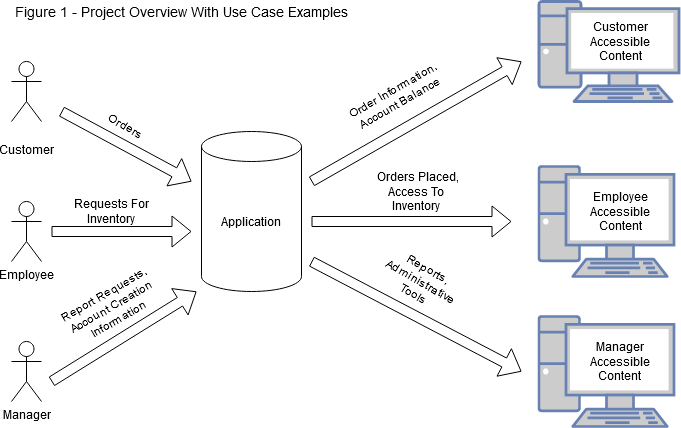 Figure 1 - Project Overview With Use Case Examples
Customer
Accessible
Content
Order Information,
Account Balance
Orders
Customer
Orders Placed,
Access To
Inventory
Requests For
Inventory
Application
Employee
Accessible
Content
Employee
Reports,
Administrative
Tools
Report Requests,
Account Creation
Information
Manager
Accessible
Content
Manager